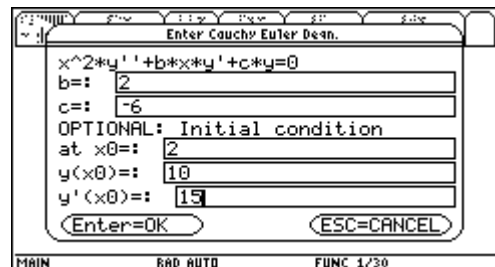 Enter Cauchy Euler Deqn.
x^2*y''+b*x*y'+c*y=0
b=: 2
c=: -6
OPTIONAL: Initial condition
at x0=: 2
y(x0)=: 10
y'(x0)=: 15
Enter=OK ESC=CANCEL
MAIN RAD AUTO FUNC 1/30